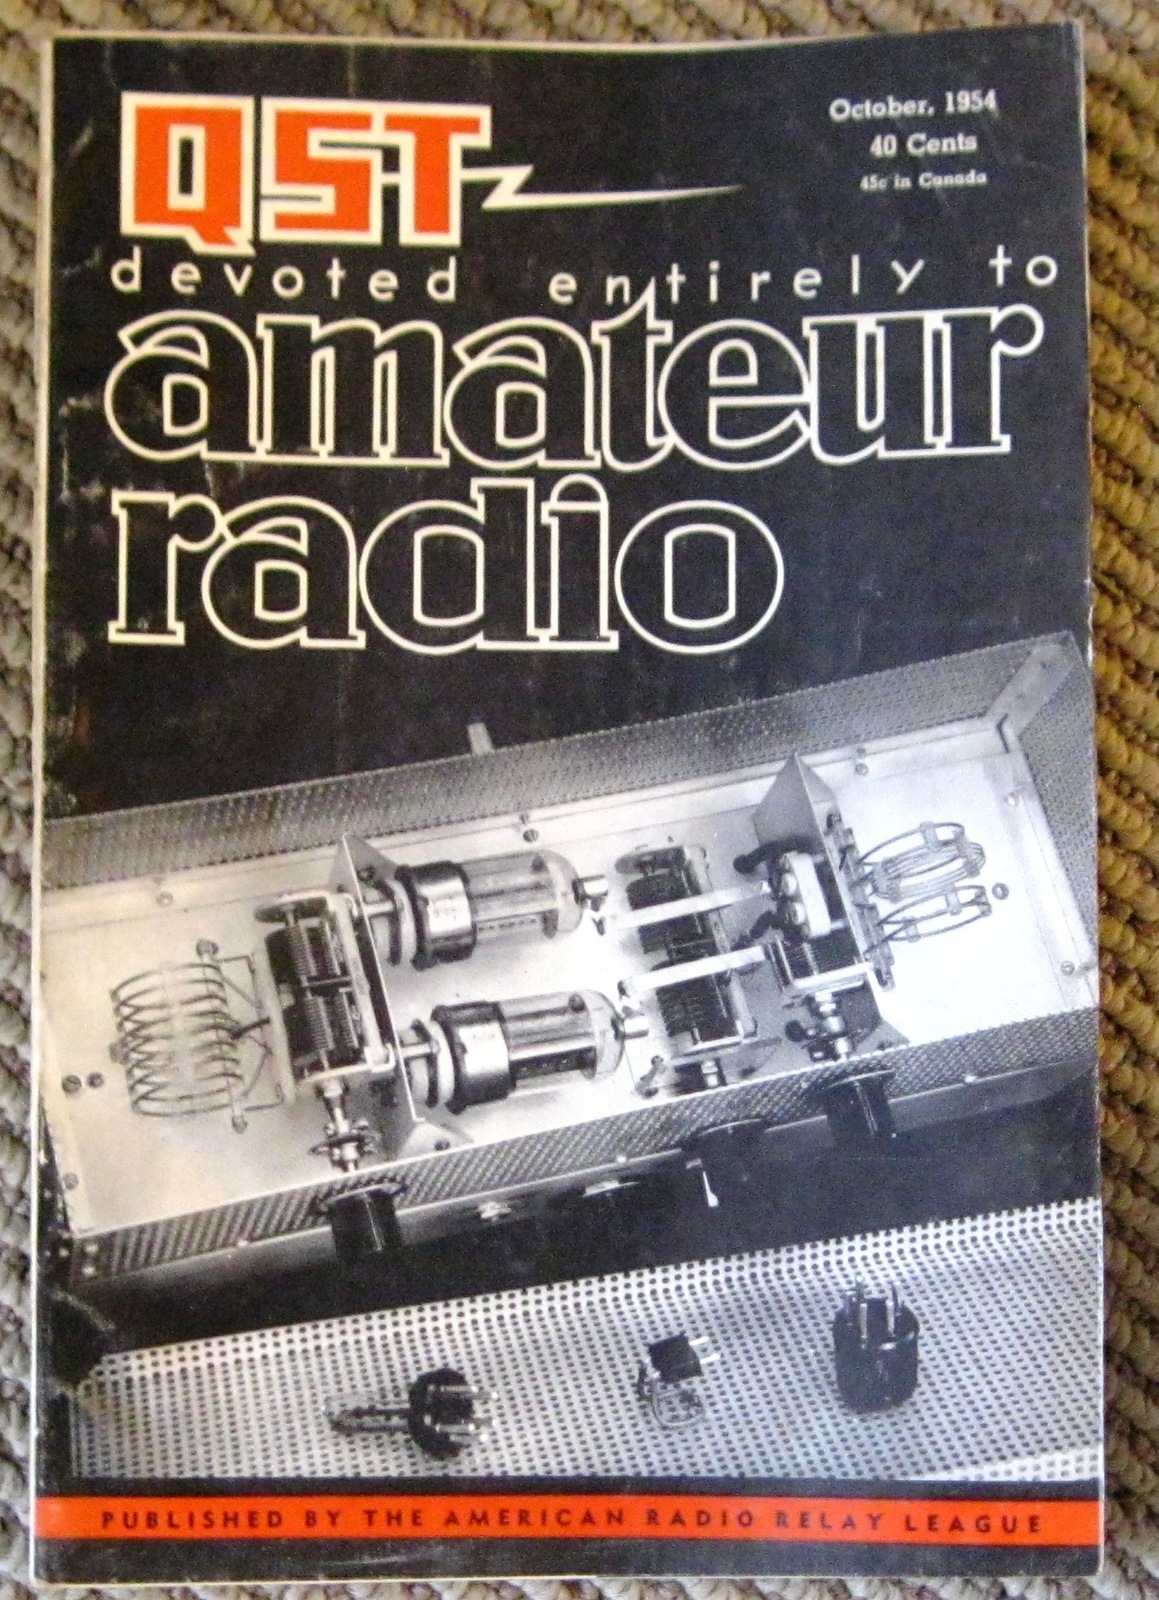 QST
October, 1954
40 Cents
45c in Canada
devoted entirely to
amateur
radio
PUBLISHED BY THE AMERICAN RADIO RELAY LEAGUE